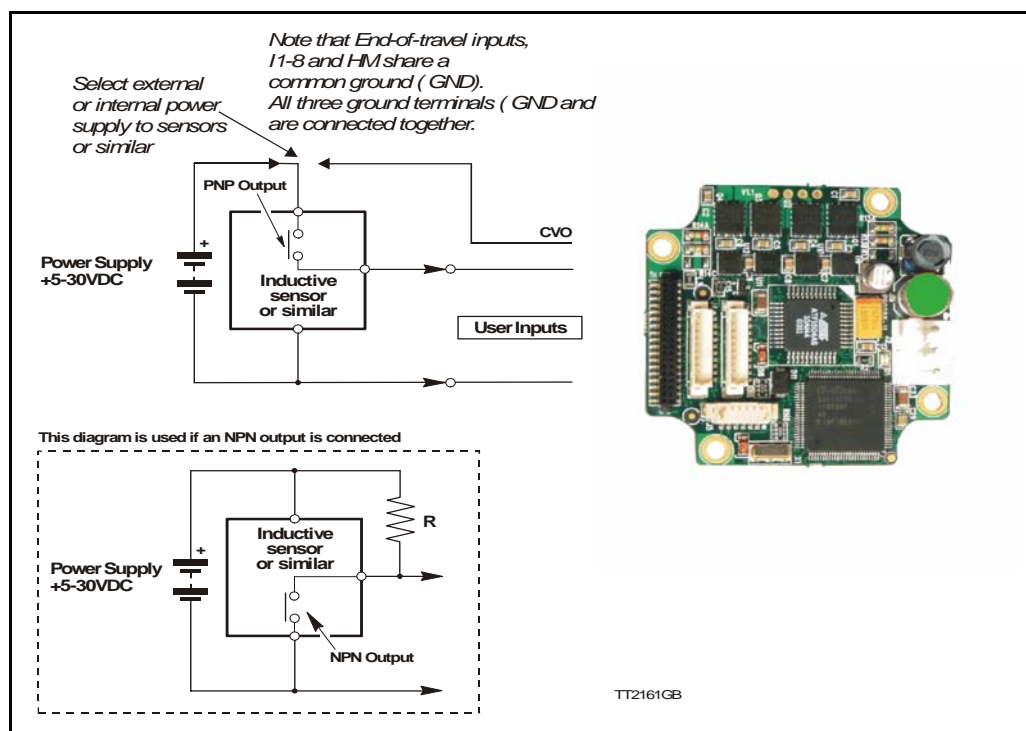 Note that End-of-travel inputs,
I1-8 and HM share a
common ground ( GND).
All three ground terminals ( GND and
are connected together.
Select external
or internal power
supply to sensors
or similar
PNP Output
CVO
+
Power Supply
+5-30VDC
Inductive
sensor
or similar
User Inputs
This diagram is used if an NPN output is connected
+
Power Supply
+5-30VDC
Inductive
sensor
or similar
R
NPN Output
TT2161GB